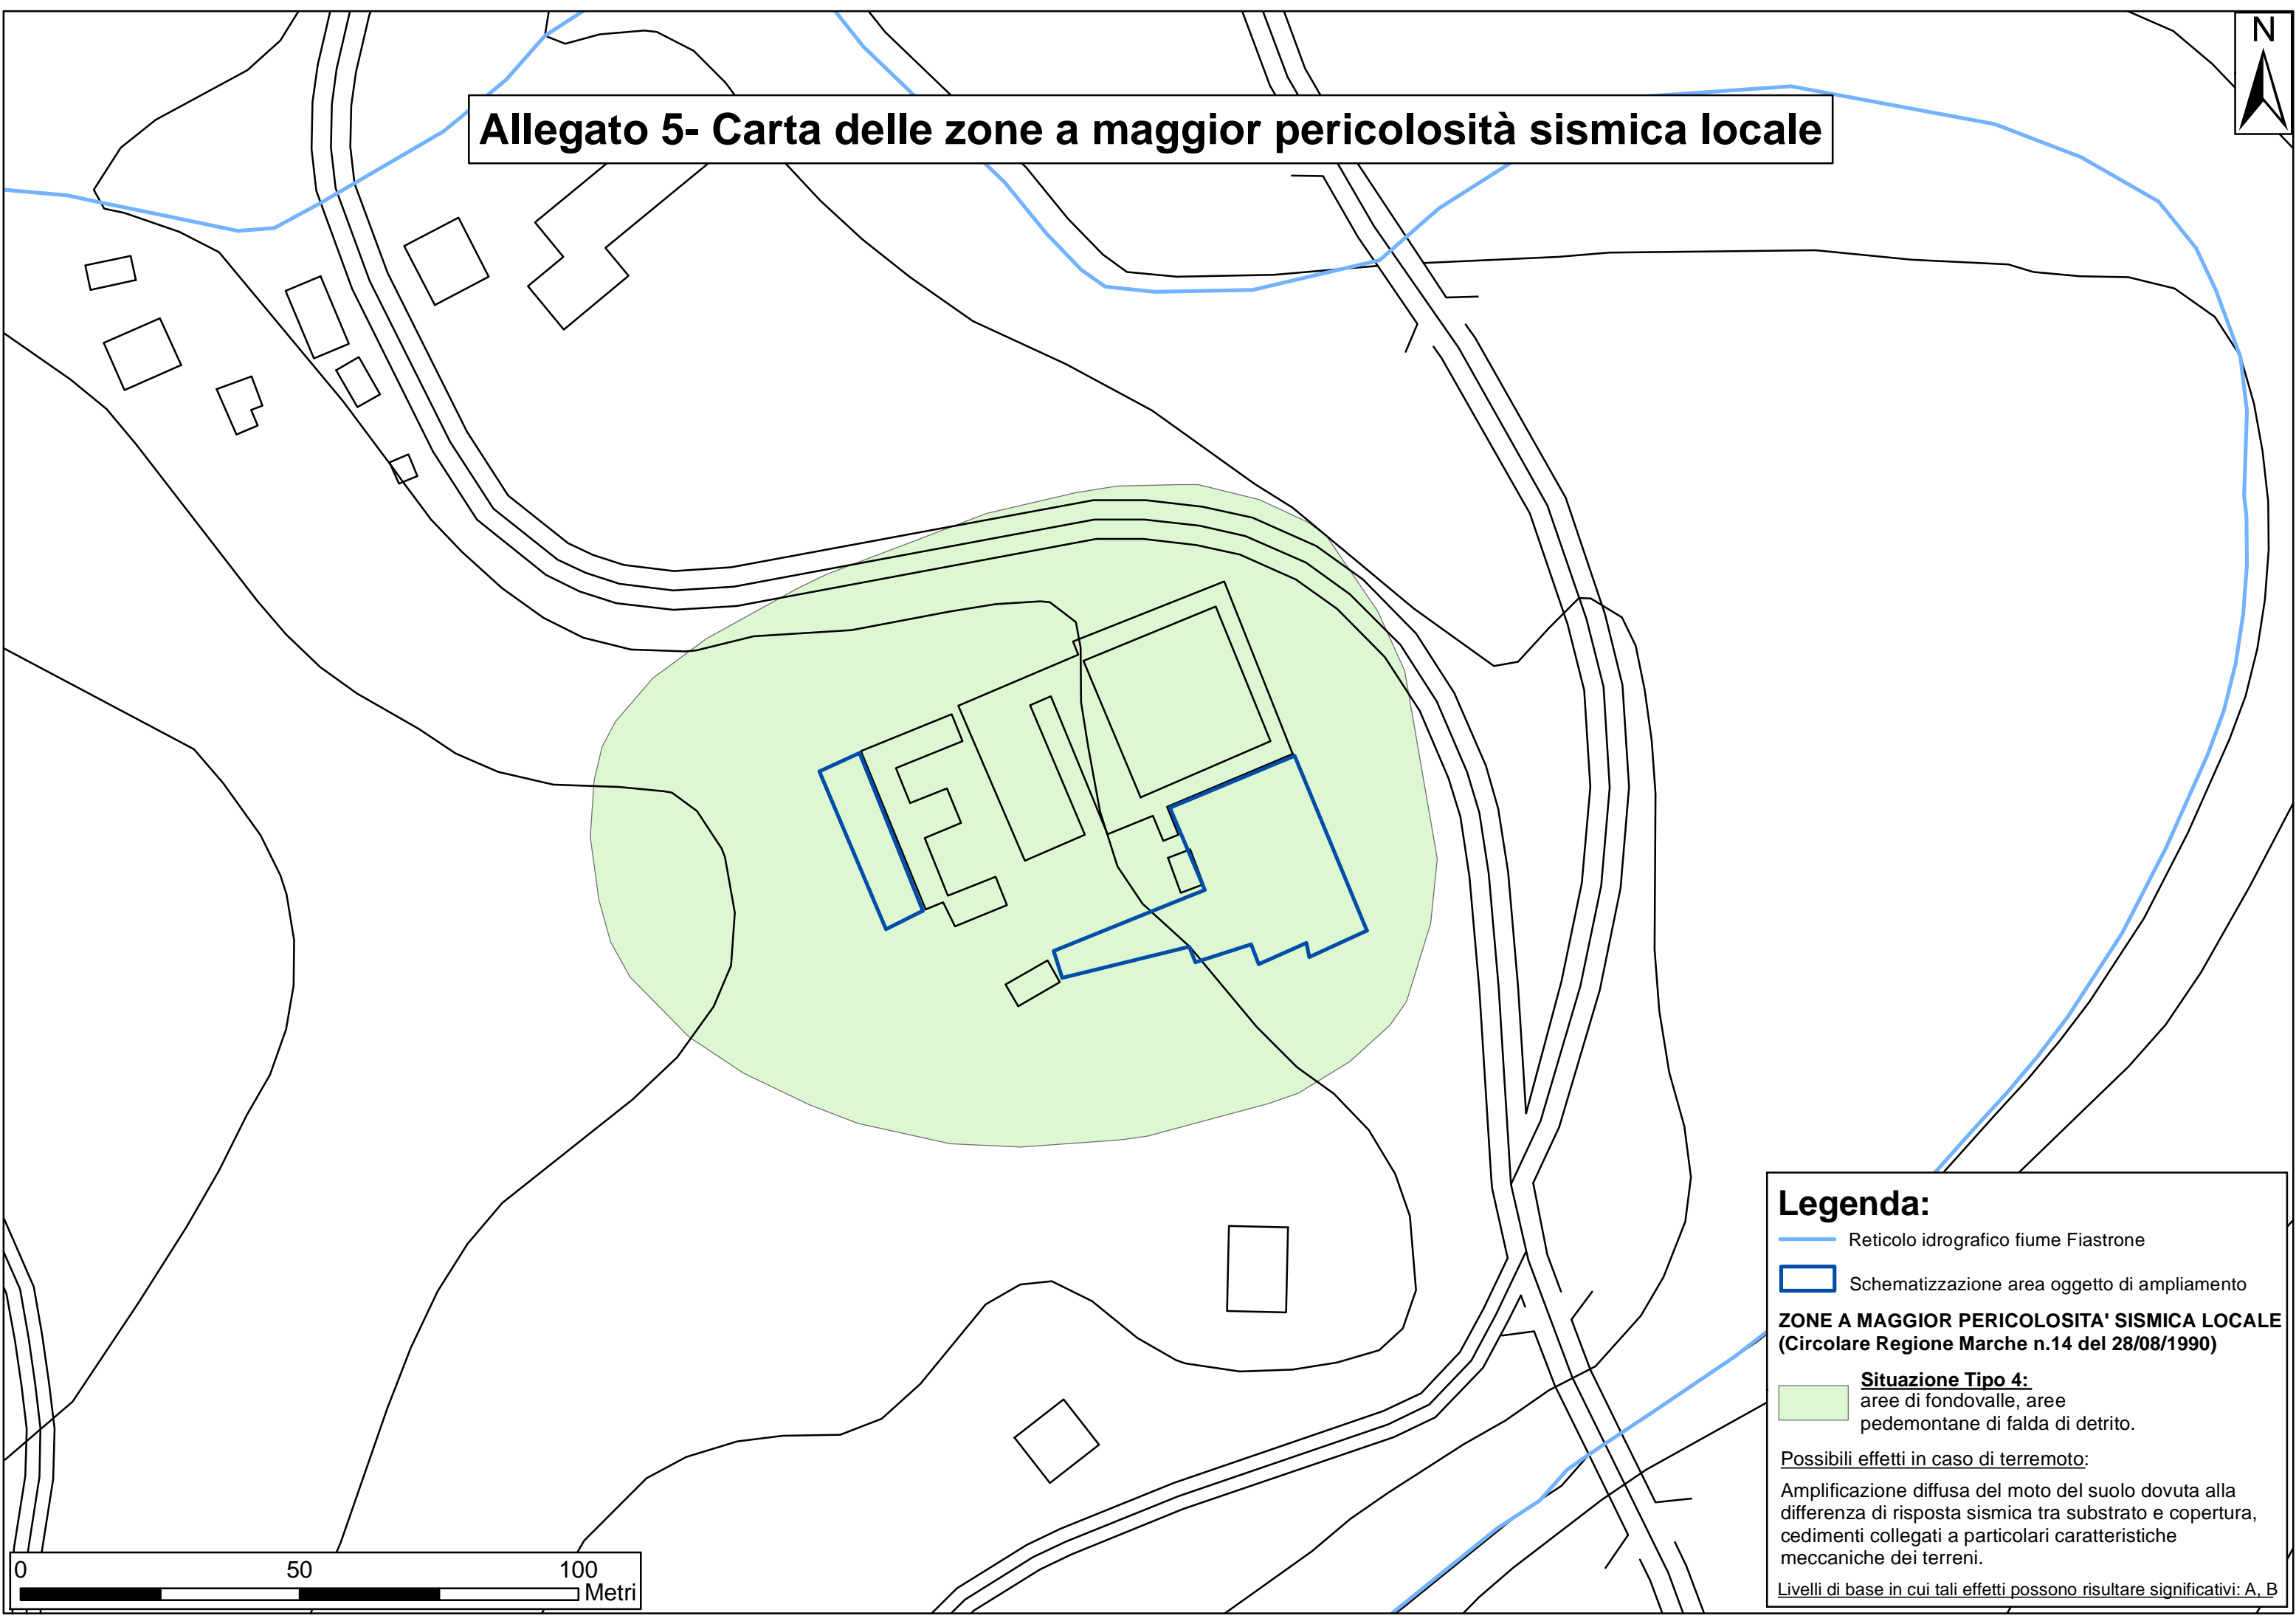 N
Allegato 5- Carta delle zone a maggior pericolosità sismica locale
Legenda:
Reticolo idrografico fiume Fiastrone
Schematizzazione area oggetto di ampliamento
ZONE A MAGGIOR PERICOLOSITA' SISMICA LOCALE
(Circolare Regione Marche n.14 del 28/08/1990)
Situazione Tipo 4:
aree di fondovalle, aree
pedemontane di falda di detrito.
Possibili effetti in caso di terremoto:
Amplificazione diffusa del moto del suolo dovuta alla
differenza di risposta sismica tra substrato e copertura,
cedimenti collegati a particolari caratteristiche
meccaniche dei terreni.
Livelli di base in cui tali effetti possono risultare significativi: A, B
0 50 100
Metri